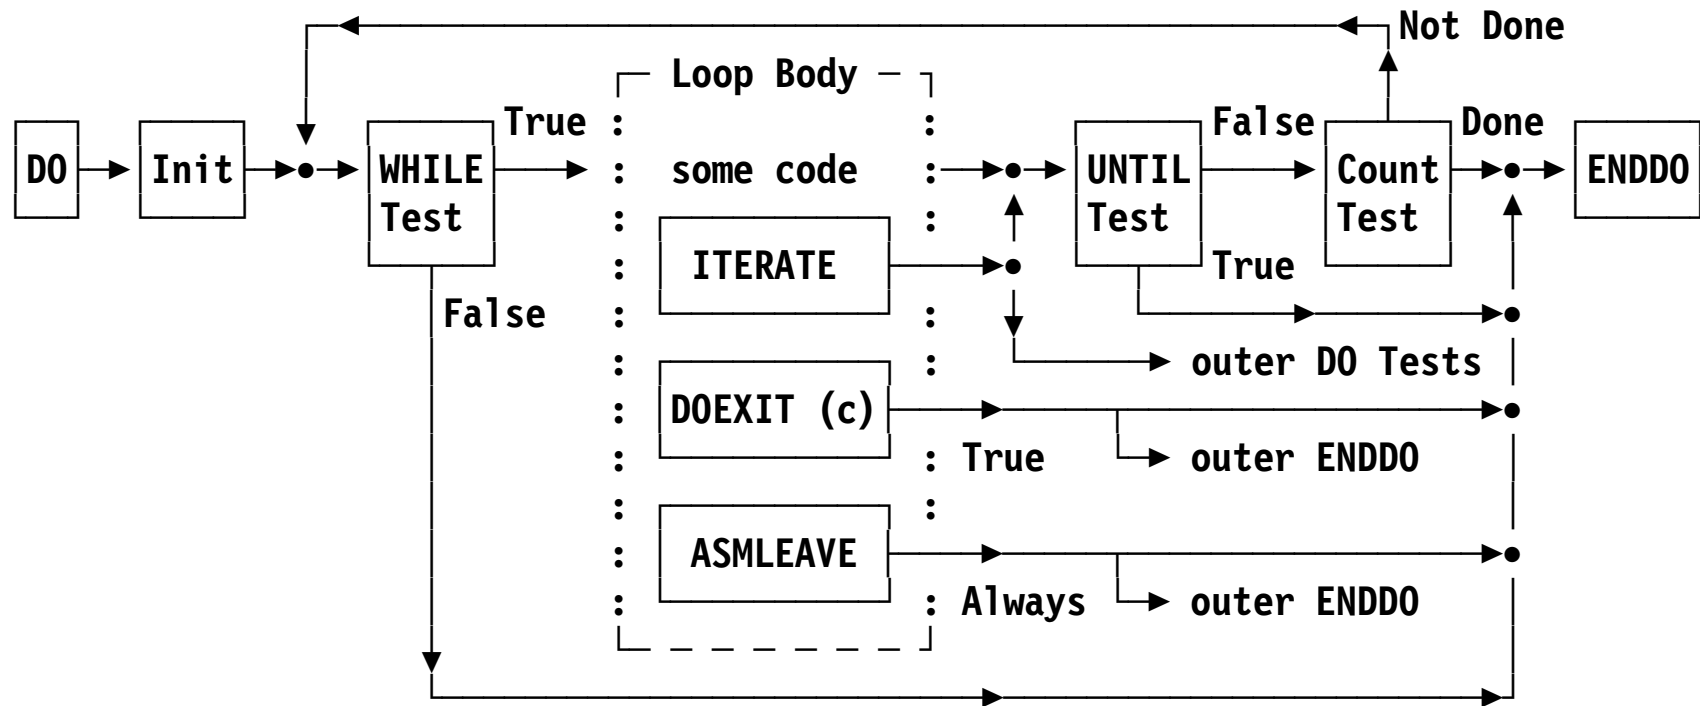 Not Done
Loop Body
True
False
Done
DO
Init
WHILE
Test
some code
UNTIL
Test
Count
Test
ENDDO
ITERATE
True
False
outer DO Tests
DOEXIT (c)
True
outer ENDDO
ASMLEAVE
Always
outer ENDDO